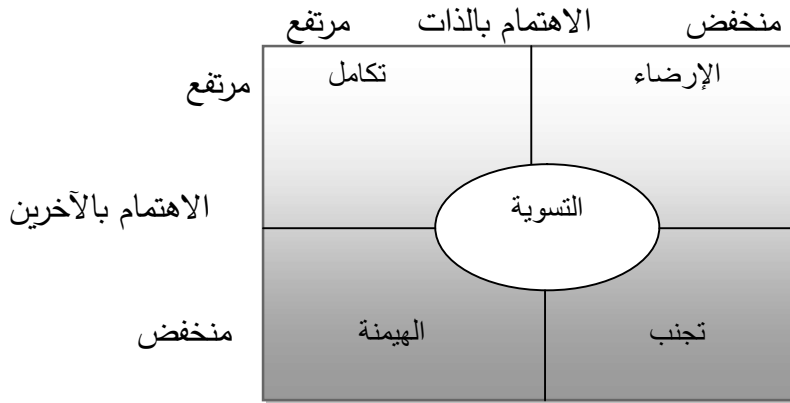 منخفض الاهتمام بالذات مرتفع
الإرضاء تكامل مرتفع
التسوية الاهتمام بالآخرين
تجنب الهيمنة منخفض